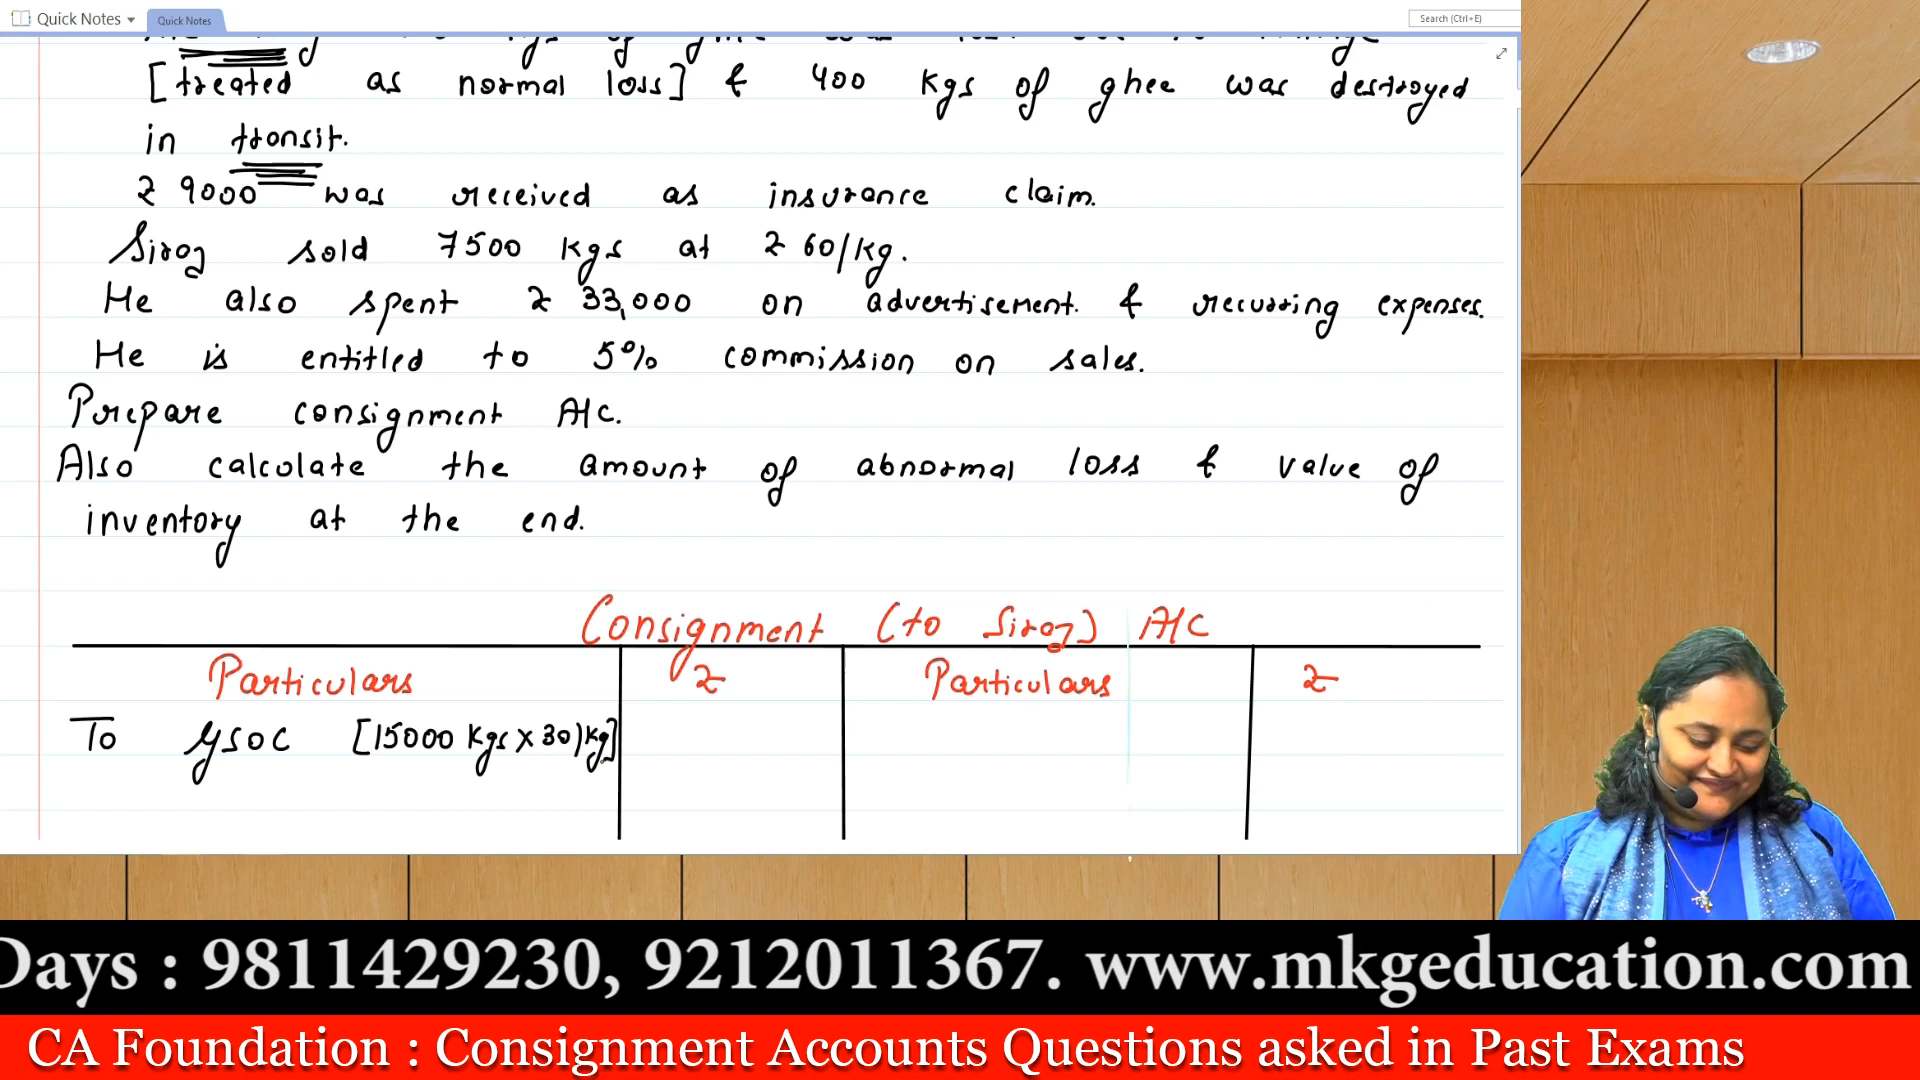 Quick Notes
Quick Notes
Search (Ctrl+E)
[treated as normal loss] & 400 kgs of ghee was destroyed
in transit.
₹ 9000 was received as insurance claim.
Siroj sold 7500 kgs at ₹ 60/kg.
He also spent ₹ 33,000 on advertisement & recurring expenses.
He is entitled to 5% commission on sales.
Prepare consignment A/c.
Also calculate the amount of abnormal loss & value of
inventory at the end.
Consignment (to Siroj) A/C
Particulars ₹ Particulars ₹
To GSOC [15000 kgs × 30/kg]
Days : 9811429230, 9212011367. www.mkgeducation.com
CA Foundation : Consignment Accounts Questions asked in Past Exams